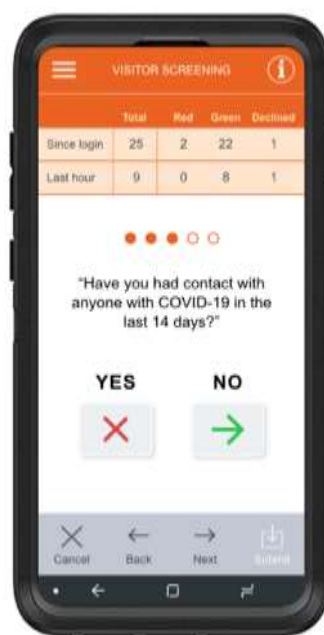 VISITOR SCREENING i
Total Red Green Declined
Since login 25 2 22 1
Last hour 9 0 8 1
“Have you had contact with
anyone with COVID-19 in the
last 14 days?”
YES NO
Cancel Back Next Submit